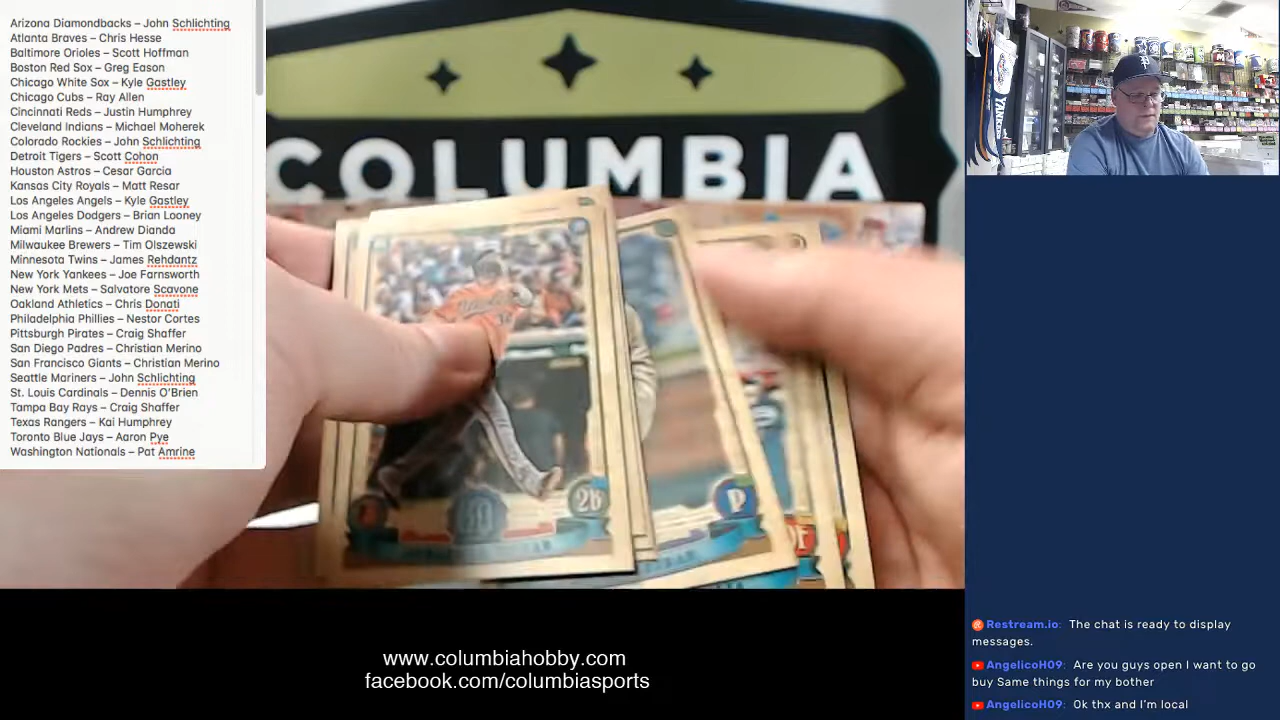 Arizona Diamondbacks – John Schlichting
Atlanta Braves – Chris Hesse
Baltimore Orioles – Scott Hoffman
Boston Red Sox – Greg Eason
Chicago White Sox – Kyle Gastley
Chicago Cubs – Ray Allen
Cincinnati Reds – Justin Humphrey
Cleveland Indians – Michael Moherek
Colorado Rockies – John Schlichting
Detroit Tigers – Scott Cohon
Houston Astros – Cesar Garcia
Kansas City Royals – Matt Resar
Los Angeles Angels – Kyle Gastley
Los Angeles Dodgers – Brian Looney
Miami Marlins – Andrew Dianda
Milwaukee Brewers – Tim Olszewski
Minnesota Twins – James Rehdantz
New York Yankees – Joe Farnsworth
New York Mets – Salvatore Scavone
Oakland Athletics – Chris Donati
Philadelphia Phillies – Nestor Cortes
Pittsburgh Pirates – Craig Shaffer
San Diego Padres – Christian Merino
San Francisco Giants – Christian Merino
Seattle Mariners – John Schlichting
St. Louis Cardinals – Dennis O'Brien
Tampa Bay Rays – Craig Shaffer
Texas Rangers – Kai Humphrey
Toronto Blue Jays – Aaron Pye
Washington Nationals – Pat Amrine
COLUMBIA
2B
P
www.columbiahobby.com
facebook.com/columbiasports
Restream.io: The chat is ready to display
messages.
AngelicoH09: Are you guys open I want to go
buy Same things for my bother
AngelicoH09: Ok thx and I'm local